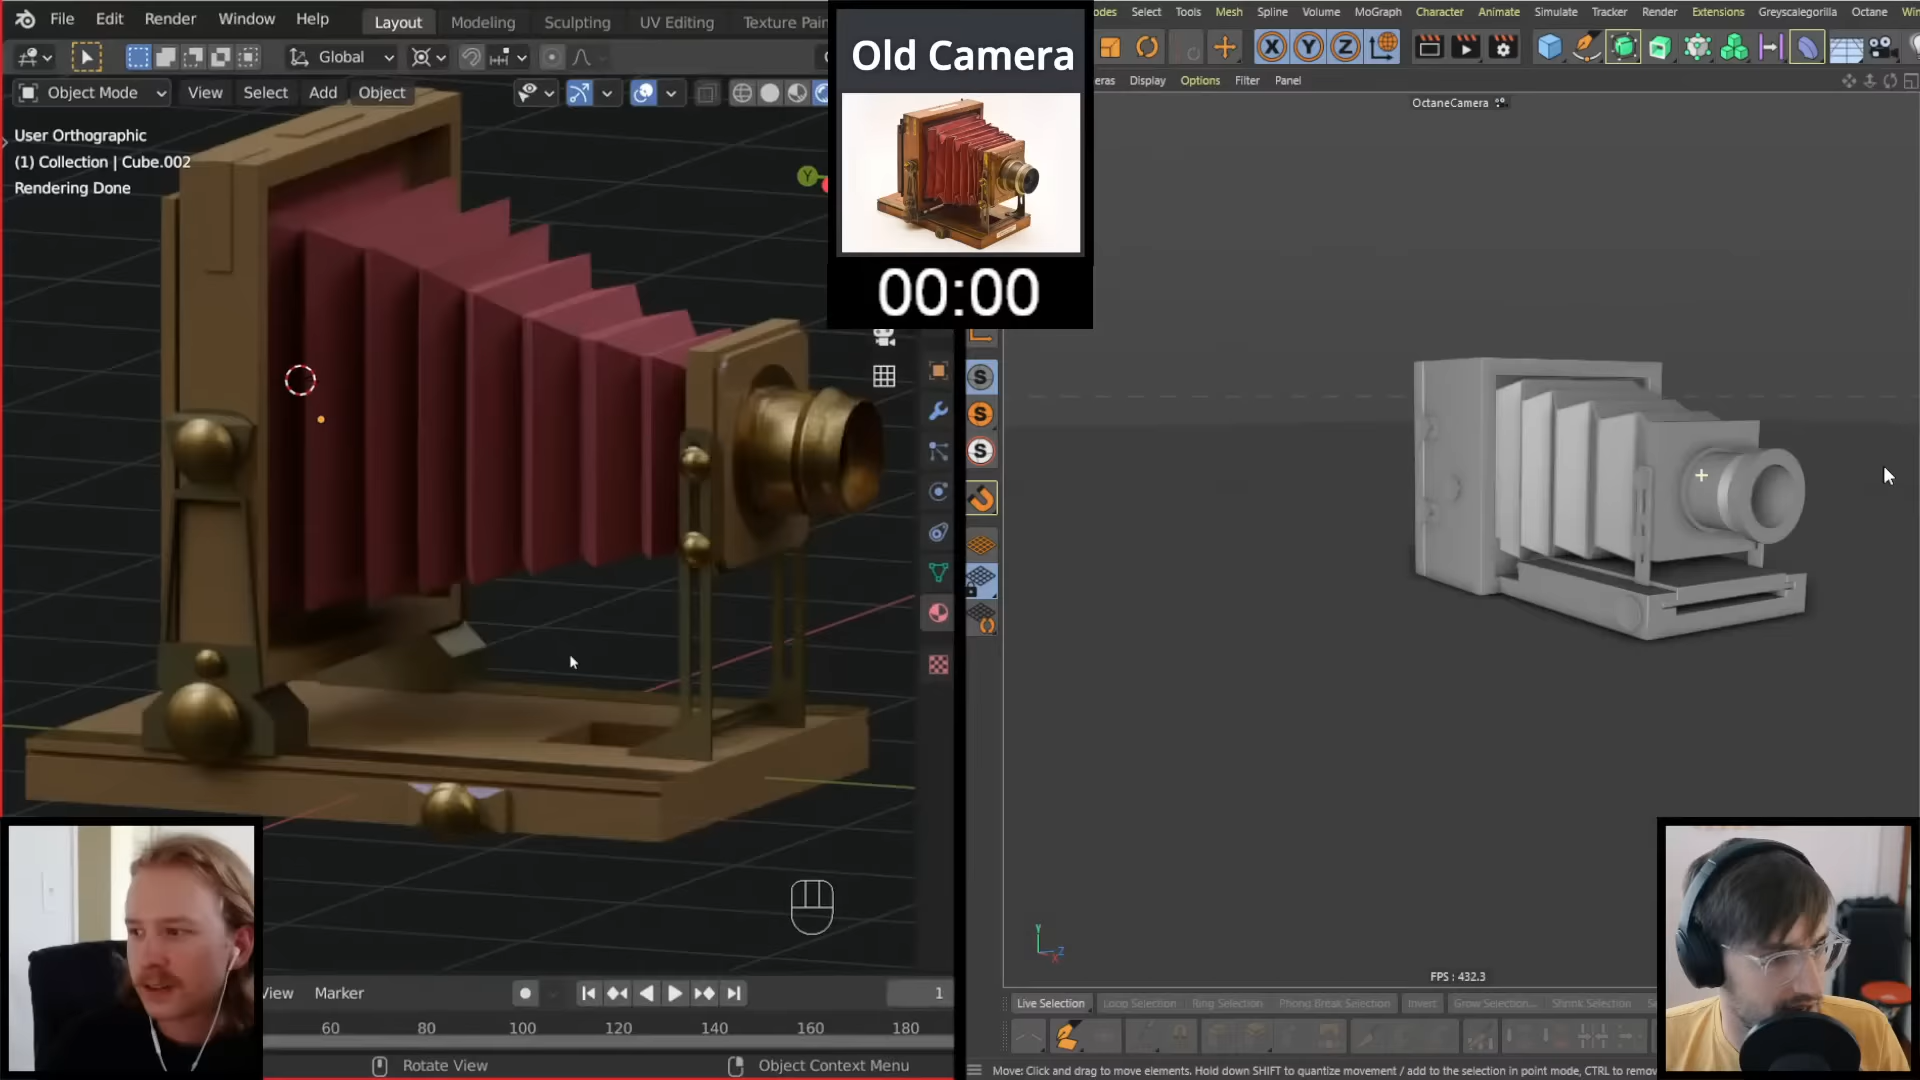 File Edit Render Window Help Layout Modeling Sculpting UV Editing
Global
Object Mode View Select Add Object
User Orthographic
(1) Collection | Cube.002
Rendering Done
Y
Old Camera
00:00
Select Tools Mesh Spline Volume MoGraph Character Animate Simulate Tracker Render Extensions Greyscalegorilla Octane
X Y Z
Display Options Filter Panel
OctaneCamera
S
S
S
Y
Z
X
FPS : 432.3
View Marker
1
60 80 100 120 140 160 180
Rotate View Object Context Menu
Live Selection Loop Selection Ring Selection Phong Break Selection Invert Grow Selection... Shrink Selection
Move: Click and drag to move elements. Hold down SHIFT to quantize movement / add to the selection in point mode, CTRL to remov